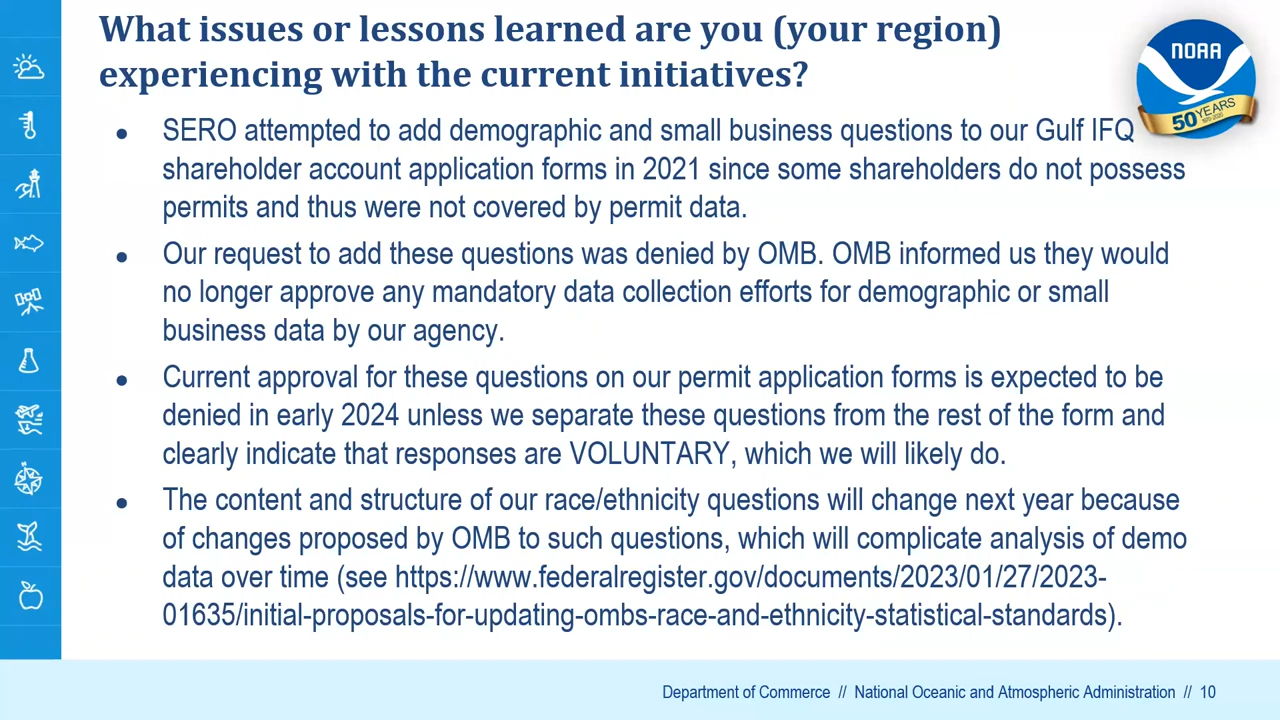 What issues or lessons learned are you (your region)
experiencing with the current initiatives?
NOAA
50 YEARS
● SERO attempted to add demographic and small business questions to our Gulf IFQ
shareholder account application forms in 2021 since some shareholders do not possess
permits and thus were not covered by permit data.
● Our request to add these questions was denied by OMB. OMB informed us they would
no longer approve any mandatory data collection efforts for demographic or small
business data by our agency.
● Current approval for these questions on our permit application forms is expected to be
denied in early 2024 unless we separate these questions from the rest of the form and
clearly indicate that responses are VOLUNTARY, which we will likely do.
● The content and structure of our race/ethnicity questions will change next year because
of changes proposed by OMB to such questions, which will complicate analysis of demo
data over time (see https://www.federalregister.gov/documents/2023/01/27/2023-
01635/initial-proposals-for-updating-ombs-race-and-ethnicity-statistical-standards).
Department of Commerce // National Oceanic and Atmospheric Administration // 10